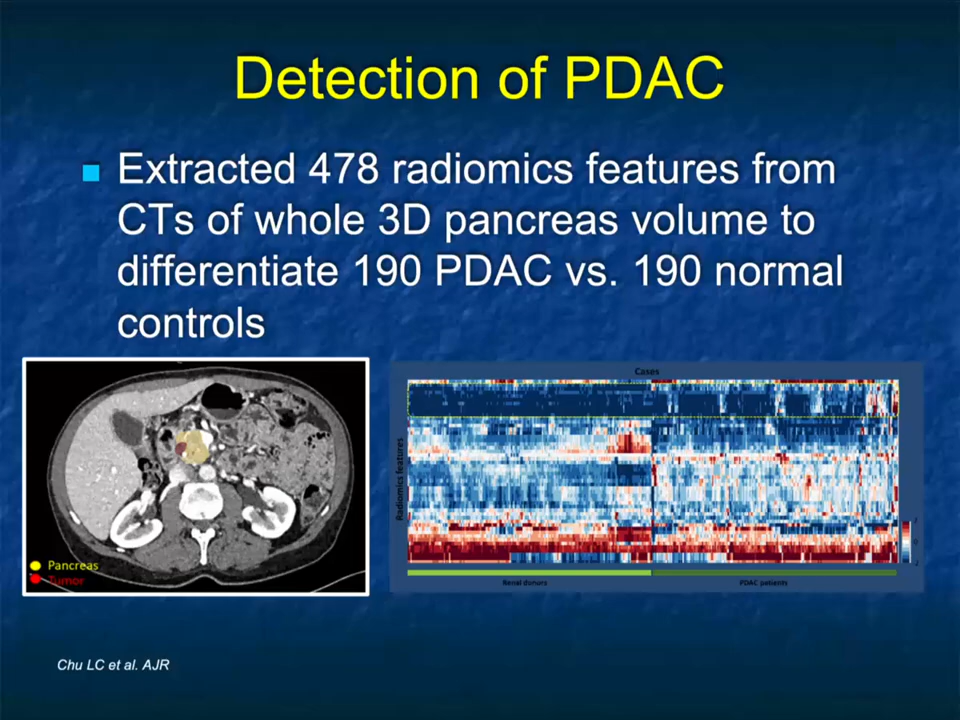 Detection of PDAC
Extracted 478 radiomics features from
CTs of whole 3D pancreas volume to
differentiate 190 PDAC vs. 190 normal
controls
Pancreas
Tumor
Cases
Radiomics features
0
Renal donors
PDAC patients
Chu LC et al. AJR